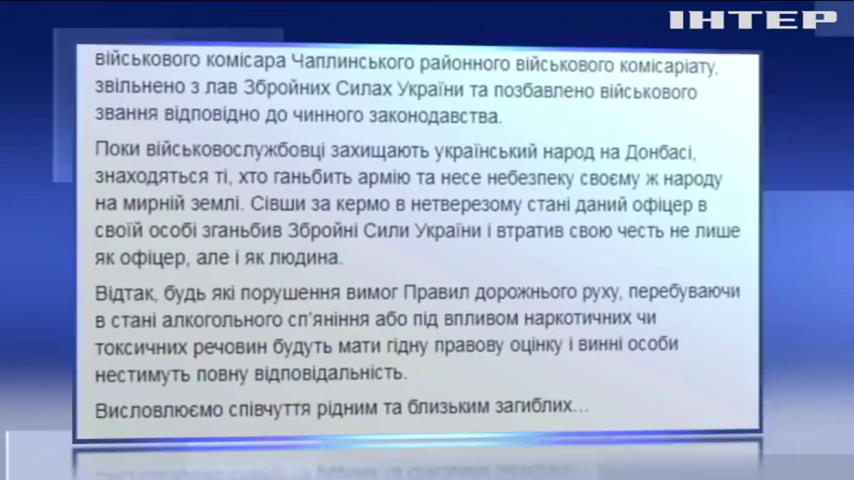 ІНТЕР
військового комісара Чаплинського районного військового комісаріату,
звільнено з лав Збройних Силах України та позбавлено військового
звання відповідно до чинного законодавства.
Поки військовослужбовці захищають український народ на Донбасі,
знаходяться ті, хто ганьбить армію та несе небезпеку своєму ж народу
на мирній землі. Сівши за кермо в нетверезому стані даний офіцер в
своїй особі зганьбив Збройні Сили України і втратив свою честь не лише
як офіцер, але і як людина.
Відтак, будь які порушення вимог Правил дорожнього руху, перебуваючи
в стані алкогольного сп'яніння або під впливом наркотичних чи
токсичних речовин будуть мати гідну правову оцінку і винні особи
нестимуть повну відповідальність.
Висловлюємо співчуття рідним та близьким загиблих...